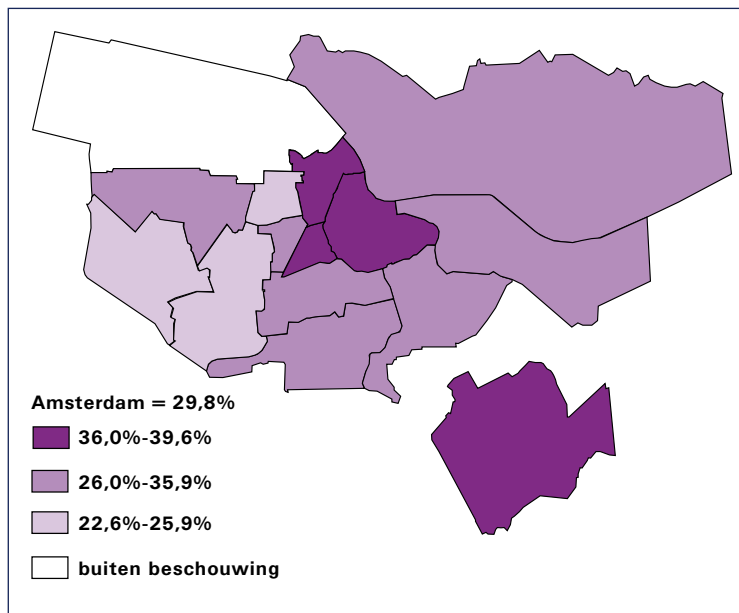 Amsterdam = 29,8%
36,0%-39,6%
26,0%-35,9%
22,6%-25,9%
buiten beschouwing